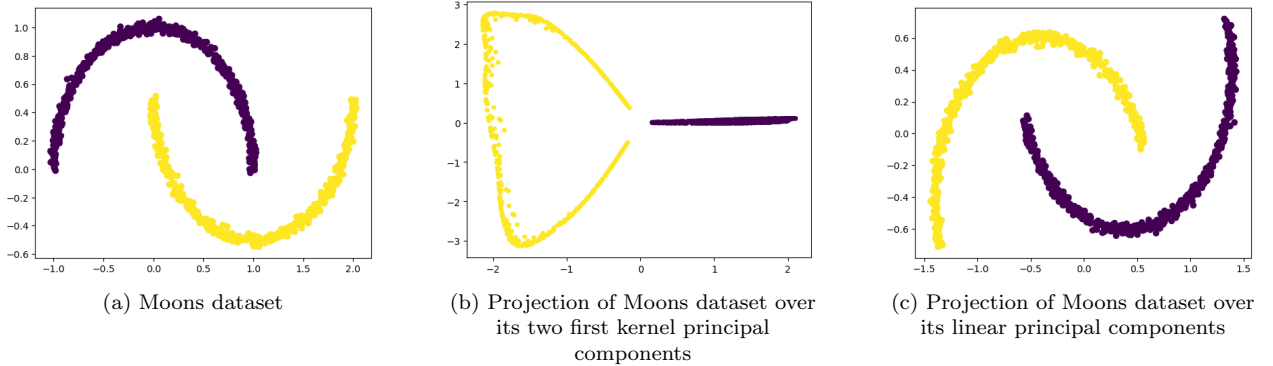 1.0
0.8
0.6
0.4
0.2
0.0
−0.2
−0.4
−0.6
−1.0 −0.5 0.0 0.5 1.0 1.5 2.0
(a) Moons dataset
3
2
1
0
−1
−2
−3
−2 −1 0 1 2
(b) Projection of Moons dataset over
its two first kernel principal
components
0.6
0.4
0.2
0.0
−0.2
−0.4
−0.6
−1.5 −1.0 −0.5 0.0 0.5 1.0 1.5
(c) Projection of Moons dataset over
its linear principal components